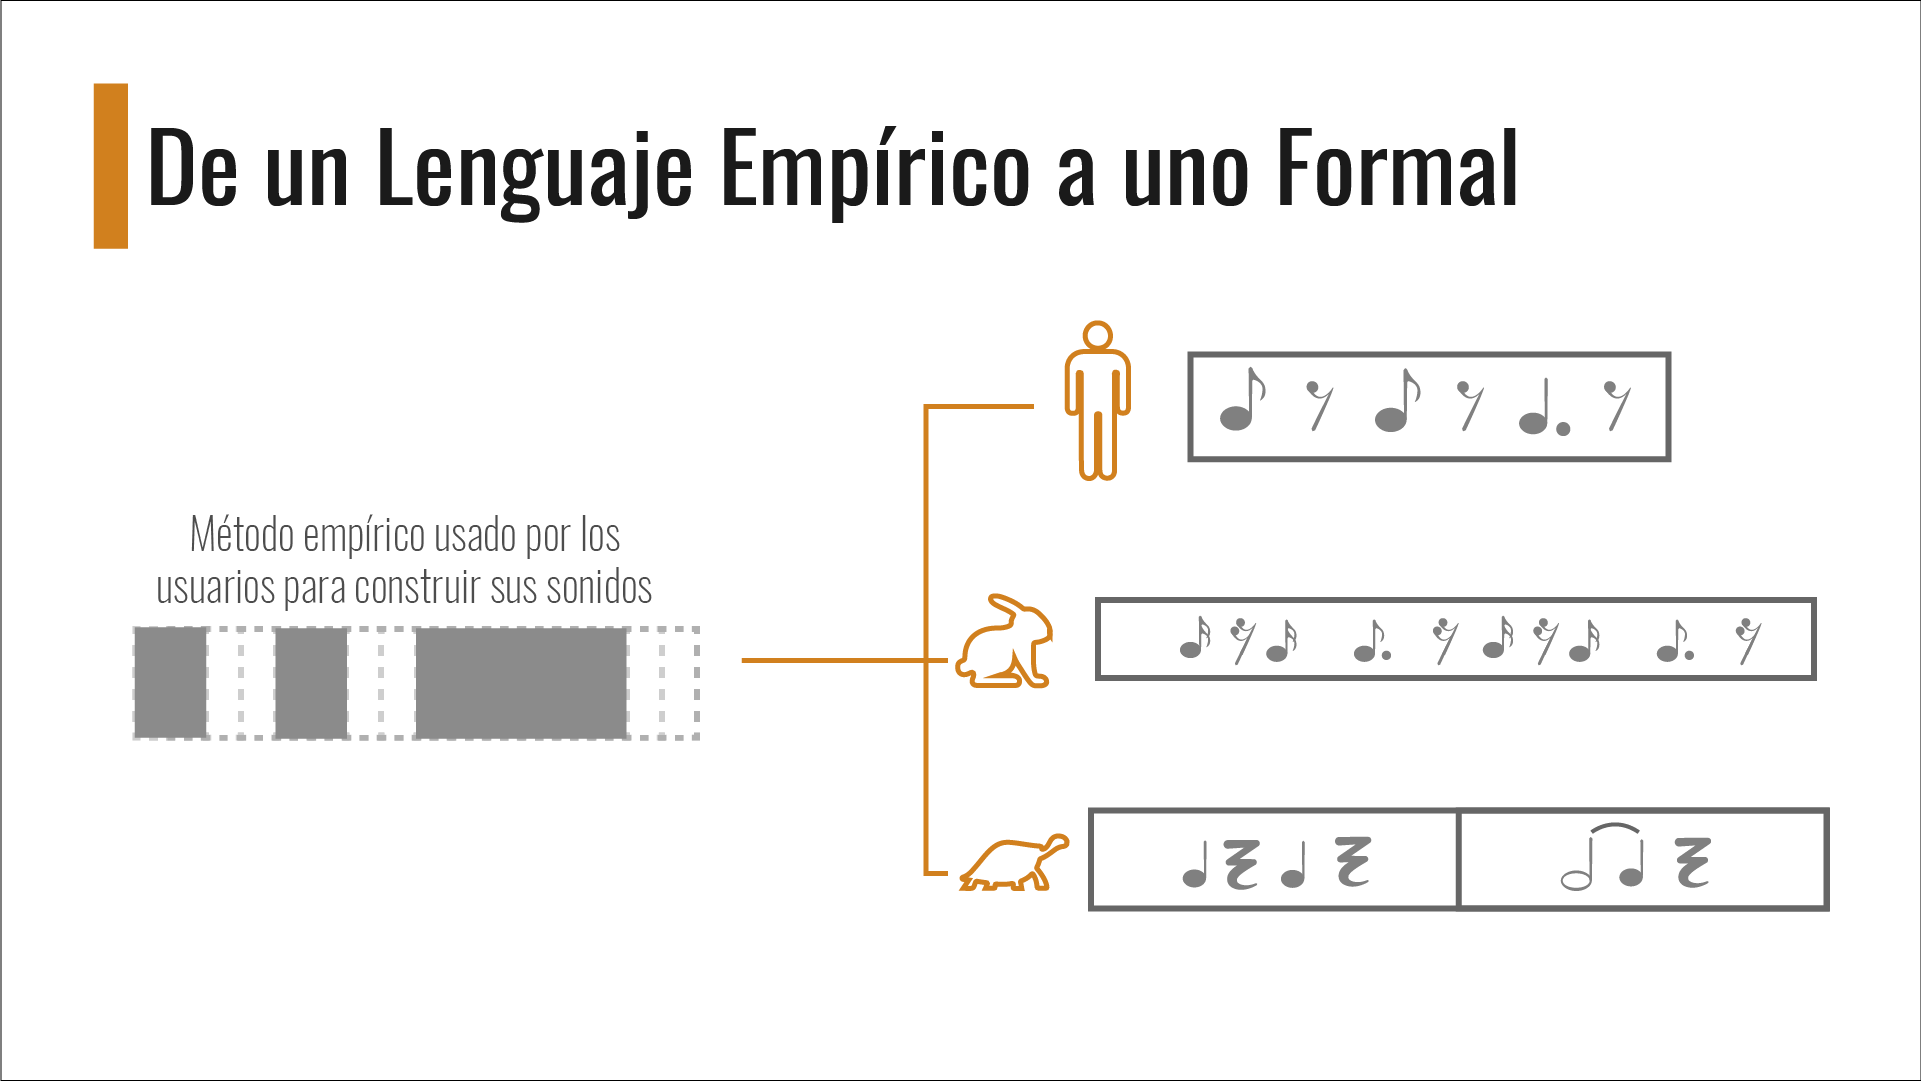 De un Lenguaje Empírico a uno Formal
Método empírico usado por los
usuarios para construir sus sonidos